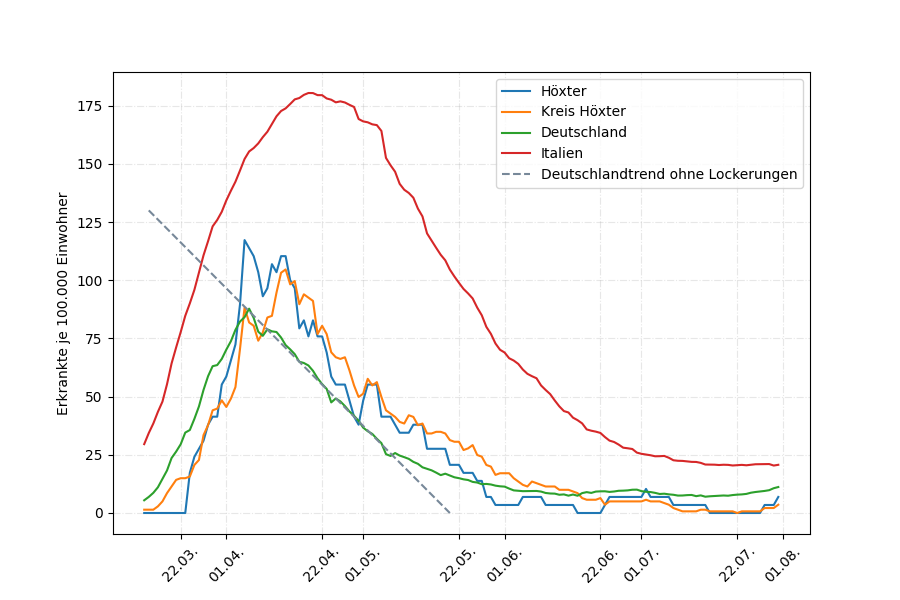 Höxter
Kreis Höxter
Deutschland
Italien
Deutschlandtrend ohne Lockerungen
Erkrankte je 100.000 Einwohner
175
150
125
100
75
50
25
0
22.03. 01.04. 22.04. 01.05. 22.05. 01.06. 22.06. 01.07. 22.07. 01.08.